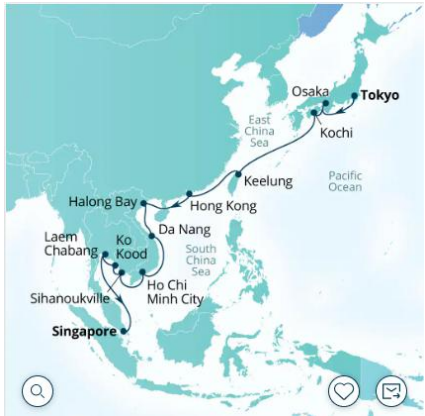 Osaka
Tokyo
East
China
Sea
Kochi
Keelung
Pacific
Ocean
Halong Bay
Hong Kong
Da Nang
Laem
Chabang
Ko
Kood
South
China
Sea
Sihanoukville
Ho Chi
Minh City
Singapore